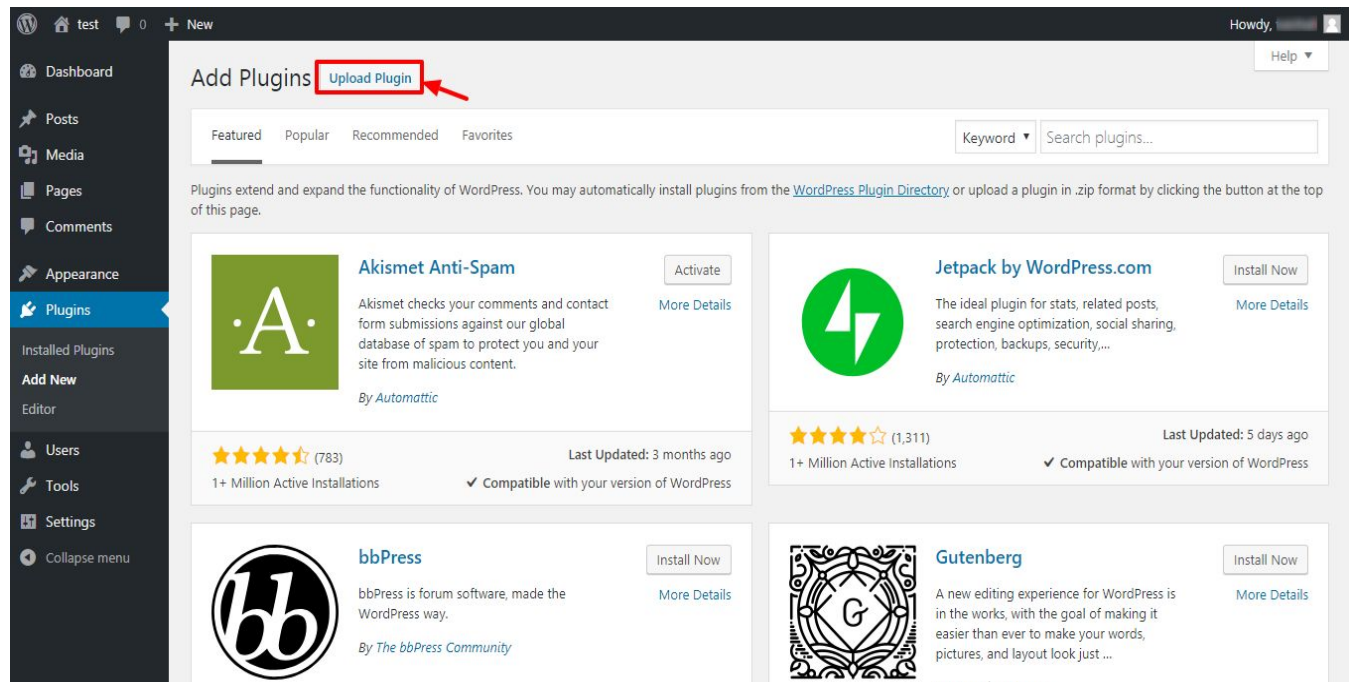 test 0 + New
Howdy,
Help ▼
Dashboard
Posts
Media
Pages
Comments
Appearance
Plugins
Installed Plugins
Add New
Editor
Users
Tools
Settings
Collapse menu
Add Plugins Upload Plugin
Featured Popular Recommended Favorites
Keyword ▼ Search plugins...
Plugins extend and expand the functionality of WordPress. You may automatically install plugins from the WordPress Plugin Directory or upload a plugin in .zip format by clicking the button at the top
of this page.
·A·
Akismet Anti-Spam
Activate
More Details
Akismet checks your comments and contact
form submissions against our global
database of spam to protect you and your
site from malicious content.
By Automattic
(783)
1+ Million Active Installations
Last Updated: 3 months ago
✔ Compatible with your version of WordPress
Jetpack by WordPress.com
Install Now
More Details
The ideal plugin for stats, related posts,
search engine optimization, social sharing,
protection, backups, security,...
By Automattic
(1,311)
1+ Million Active Installations
Last Updated: 5 days ago
✔ Compatible with your version of WordPress
bb
bbPress
Install Now
More Details
bbPress is forum software, made the
WordPress way.
By The bbPress Community
G
Gutenberg
Install Now
More Details
A new editing experience for WordPress is
in the works, with the goal of making it
easier than ever to make your words,
pictures, and layout look just ...